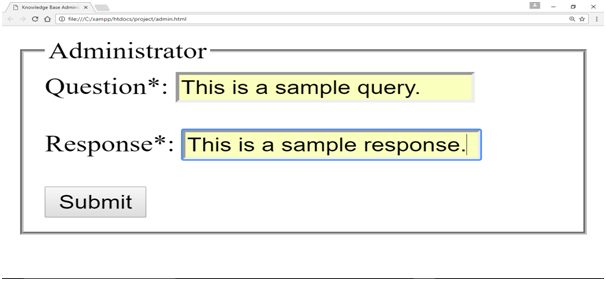 Knowledge Base Admin
file:///C:/xampp/htdocs/project/admin.html
Administrator
Question*: This is a sample query.
Response*: This is a sample response.
Submit